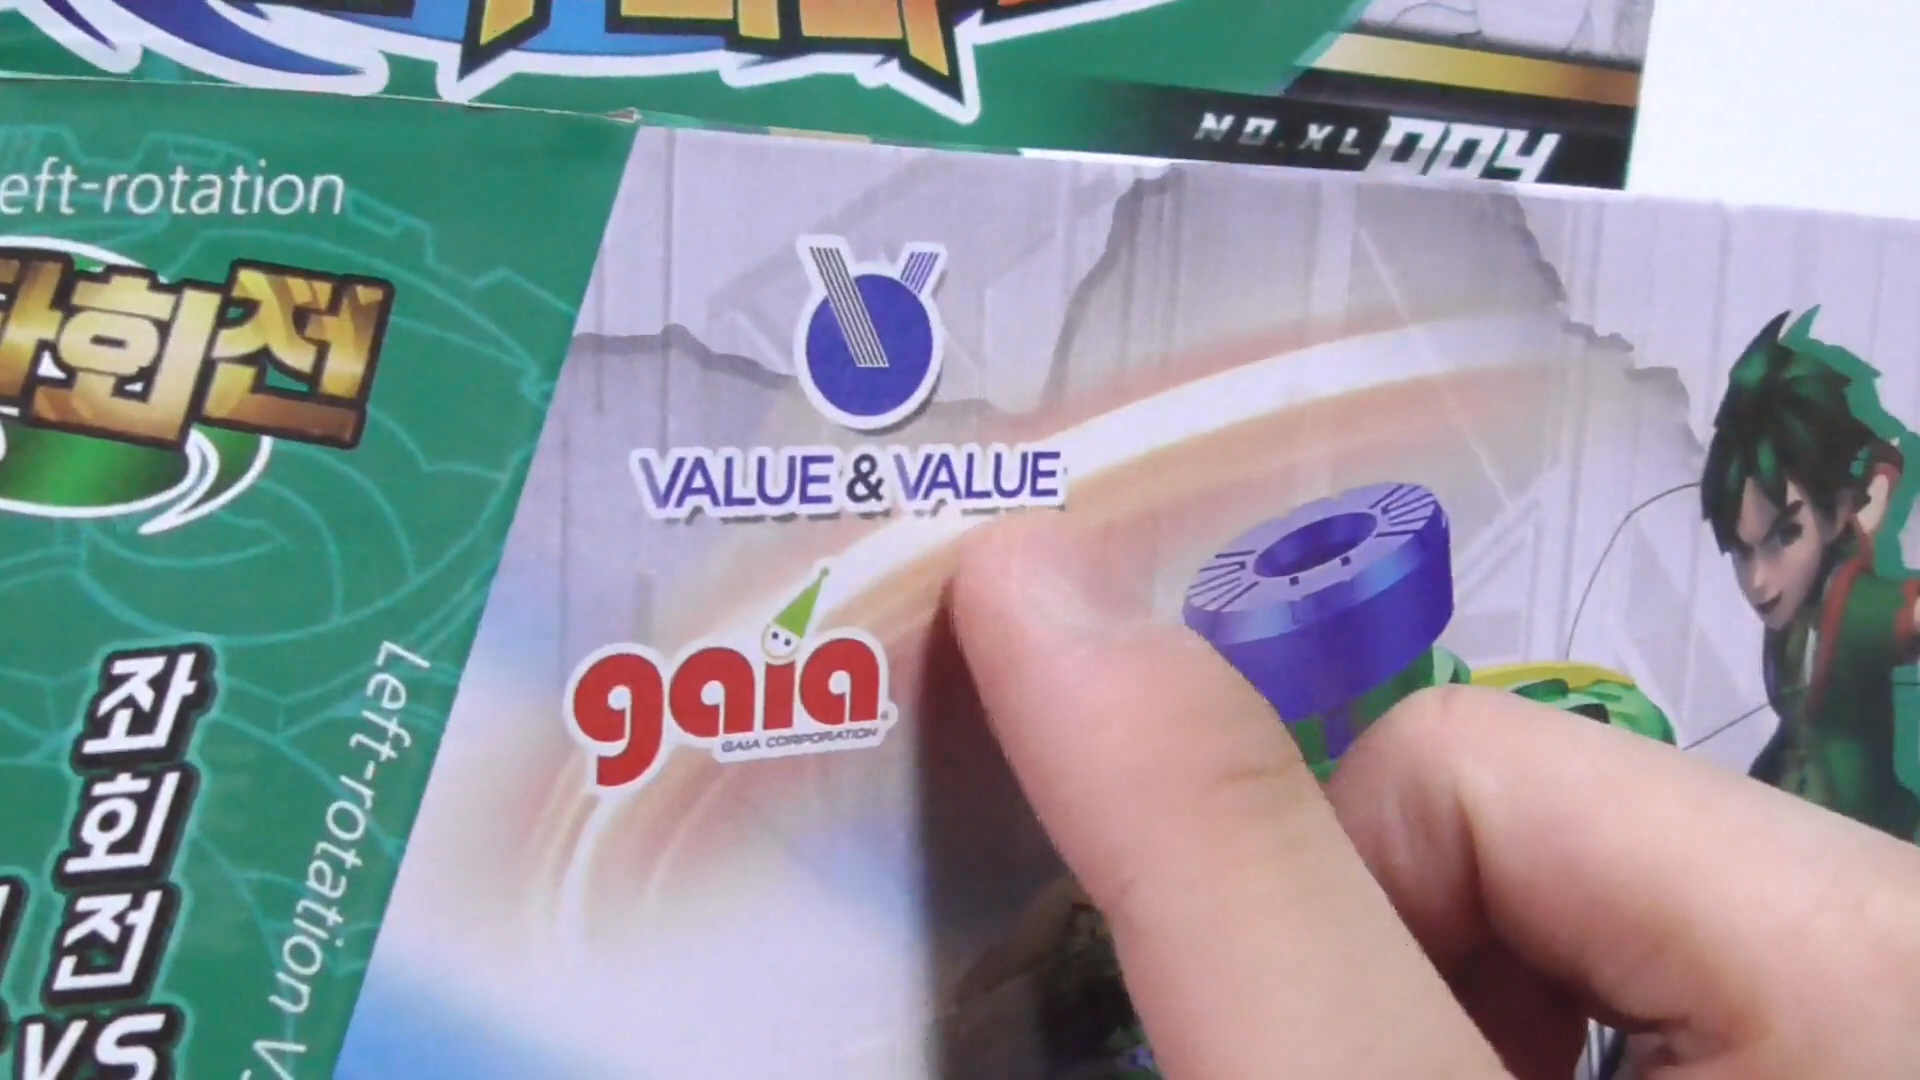 NO.XL 004
eft-rotation
회전
VALUE & VALUE
gaia
GAIA CORPORATION
좌회전
VS
Left-rotation V